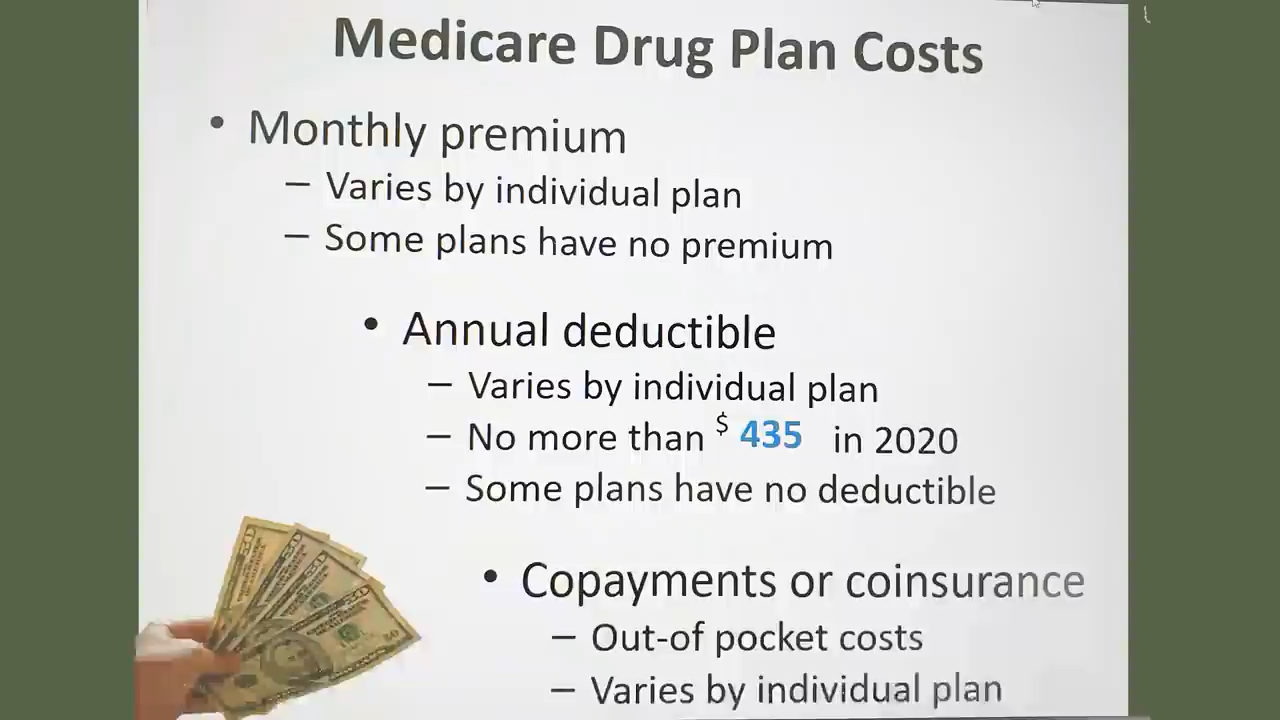 Medicare Drug Plan Costs
• Monthly premium
– Varies by individual plan
– Some plans have no premium
• Annual deductible
– Varies by individual plan
– No more than $ 435 in 2020
– Some plans have no deductible
• Copayments or coinsurance
– Out-of pocket costs
– Varies by individual plan